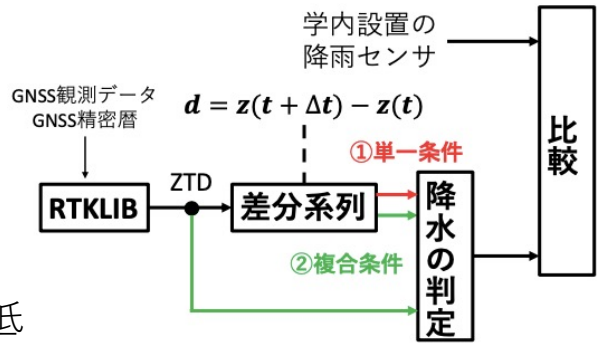 学内設置の
降雨センサ
GNSS観測データ
GNSS精密暦
d = z(t + Δt) − z(t)
①単一条件
ZTD
RTKLIB
差分系列
②複合条件
降水の判定
比較
氏